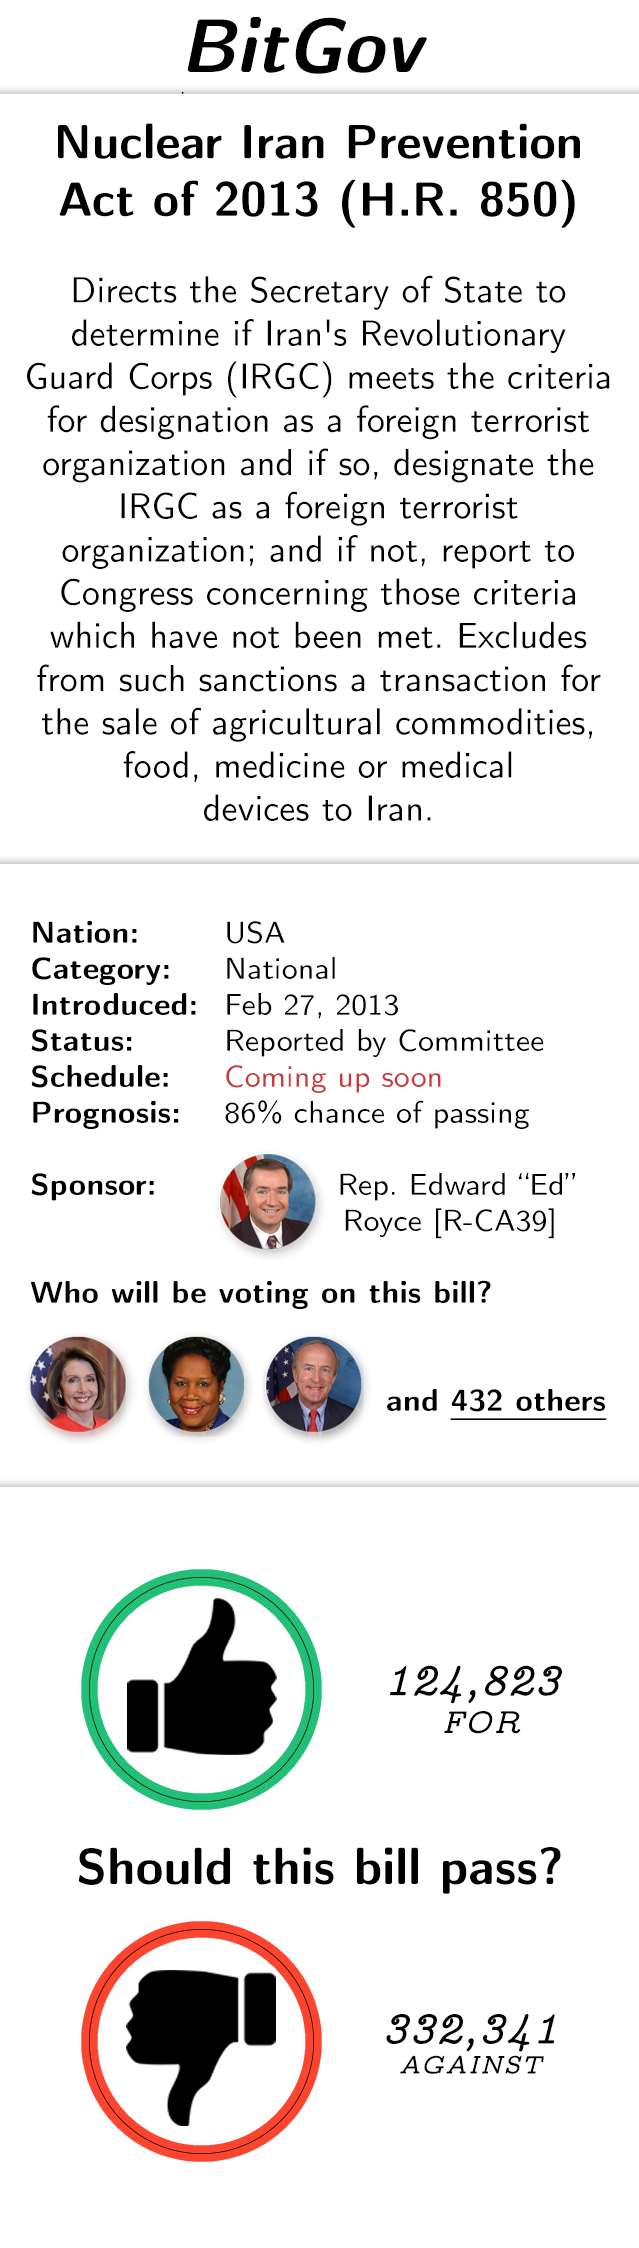 BitGov
Nuclear Iran Prevention
Act of 2013 (H.R. 850)
Directs the Secretary of State to
determine if Iran's Revolutionary
Guard Corps (IRGC) meets the criteria
for designation as a foreign terrorist
organization and if so, designate the
IRGC as a foreign terrorist
organization; and if not, report to
Congress concerning those criteria
which have not been met. Excludes
from such sanctions a transaction for
the sale of agricultural commodities,
food, medicine or medical
devices to Iran.
Nation: USA
Category: National
Introduced: Feb 27, 2013
Status: Reported by Committee
Schedule: Coming up soon
Prognosis: 86% chance of passing
Sponsor: Rep. Edward “Ed”
Royce [R-CA39]
Who will be voting on this bill?
and 432 others
124,823
FOR
Should this bill pass?
332,341
AGAINST